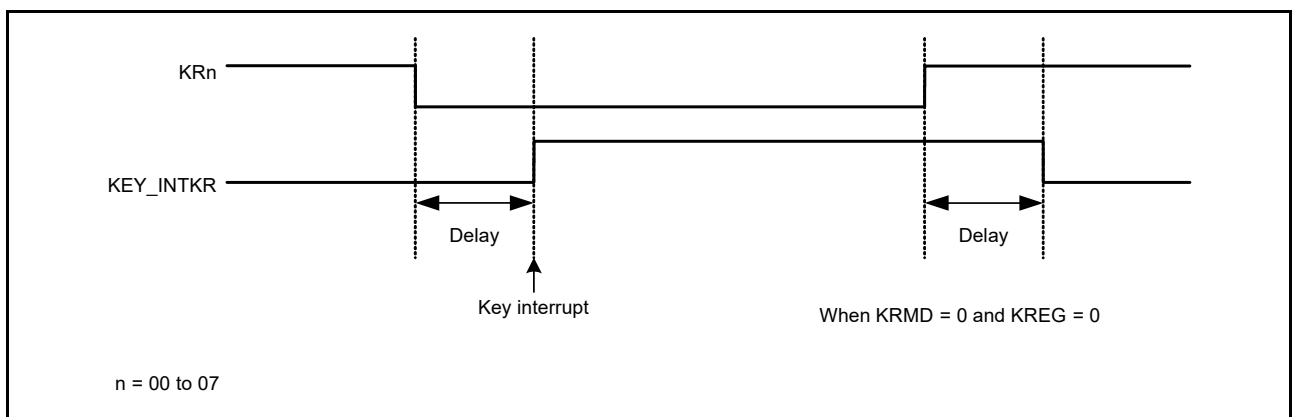 KRn
KEY_INTKR
Delay
Delay
Key interrupt
When KRMD = 0 and KREG = 0
n = 00 to 07